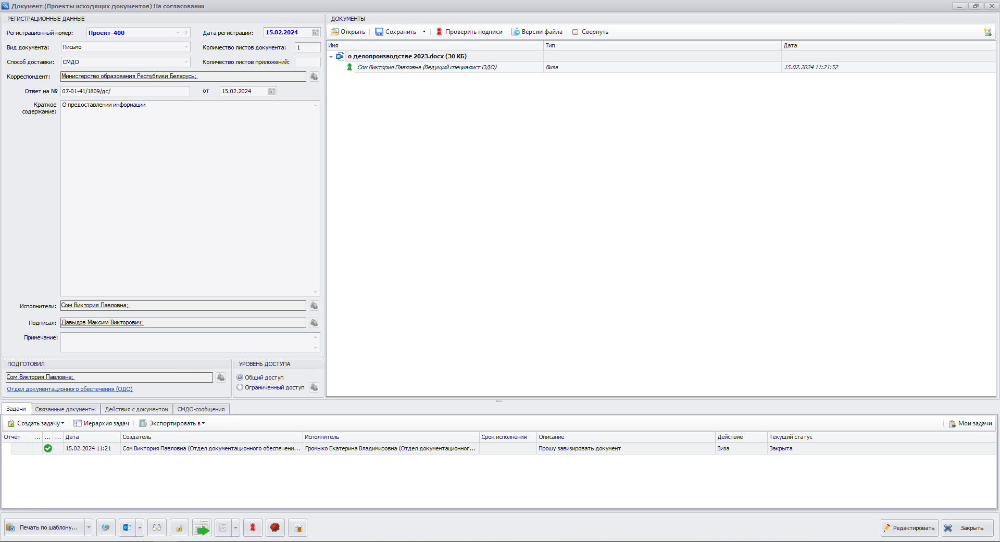 Документ (Проекты исходящих документов) На согласовании
РЕГИСТРАЦИОННЫЕ ДАННЫЕ
Регистрационный номер: Проект-400 ? Дата регистрации: 15.02.2024
Вид документа: Письмо Количество листов документа: 1
Способ доставки: СМДО Количество листов приложений:
Корреспондент: Министерство образования Республики Беларусь;
Ответ на № 07-01-41/1809/дс/ от 15.02.2024
Краткое содержание: О предоставлении информации
Исполнители: Сом Виктория Павловна;
Подписал: Давыдов Максим Викторович;
Примечание:
ПОДГОТОВИЛ
Сом Виктория Павловна;
Отдел документационного обеспечения (ОДО)
УРОВЕНЬ ДОСТУПА
Общий доступ
Ограниченный доступ
ДОКУМЕНТЫ
Открыть Сохранить Проверить подписи Версии файла Свернуть
Имя Тип Дата
о делопроизводстве 2023.docx (30 КБ)
Сом Виктория Павловна (Ведущий специалист ОДО) Виза 15.02.2024 11:21:52
Задачи Связанные документы Действия с документом СМДО-сообщения
Создать задачу Иерархия задач Экспортировать в Мои задачи
Отчет ... ... ... Дата Создатель Исполнитель Срок исполнения Описание Действие Текущий статус
15.02.2024 11:21 Сом Виктория Павловна (Отдел документационного обеспечени... Громыко Екатерина Владимировна (Отдел документационног... Прошу завизировать документ Виза Закрыта
Печать по шаблону... Редактировать Закрыть